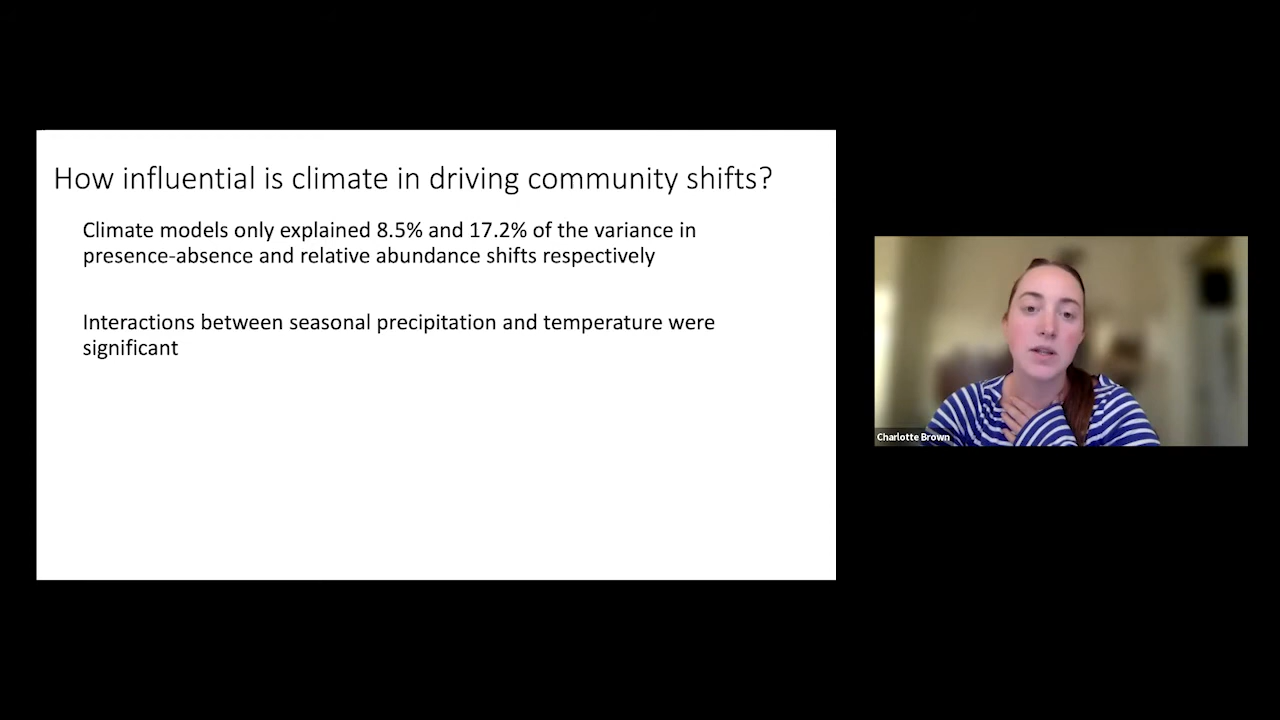 How influential is climate in driving community shifts?
Climate models only explained 8.5% and 17.2% of the variance in
presence-absence and relative abundance shifts respectively
Interactions between seasonal precipitation and temperature were
significant
Charlotte Brown